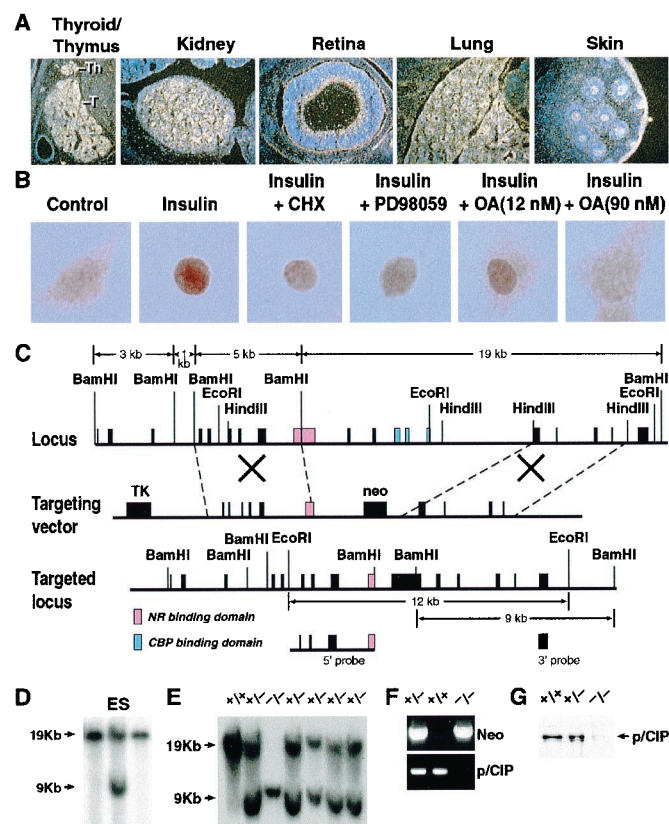 A
Thyroid/
Thymus
Kidney
Retina
Lung
Skin
Th
T
B
Control
Insulin
Insulin
+ CHX
Insulin
+ PD98059
Insulin
+ OA(12 nM)
Insulin
+ OA(90 nM)
C
3 kb
1
kb
5 kb
19 kb
BamHI
BamHI
BamHI
BamHI
BamHI
EcoRI
EcoRI
EcoRI
HindIII
HindIII
HindIII
HindIII
Locus
TK
neo
Targeting
vector
BamHI
EcoRI
EcoRI
BamHI
BamHI
BamHI
BamHI
BamHI
Targeted
locus
12 kb
9 kb
NR binding domain
CBP binding domain
5' probe
3' probe
D
ES
19Kb
9Kb
E
+/+ +/- -/- +/- +/- +/- +/-
19Kb
9Kb
F
+/- +/+ -/-
Neo
p/CIP
G
+/+ +/- -/-
p/CIP